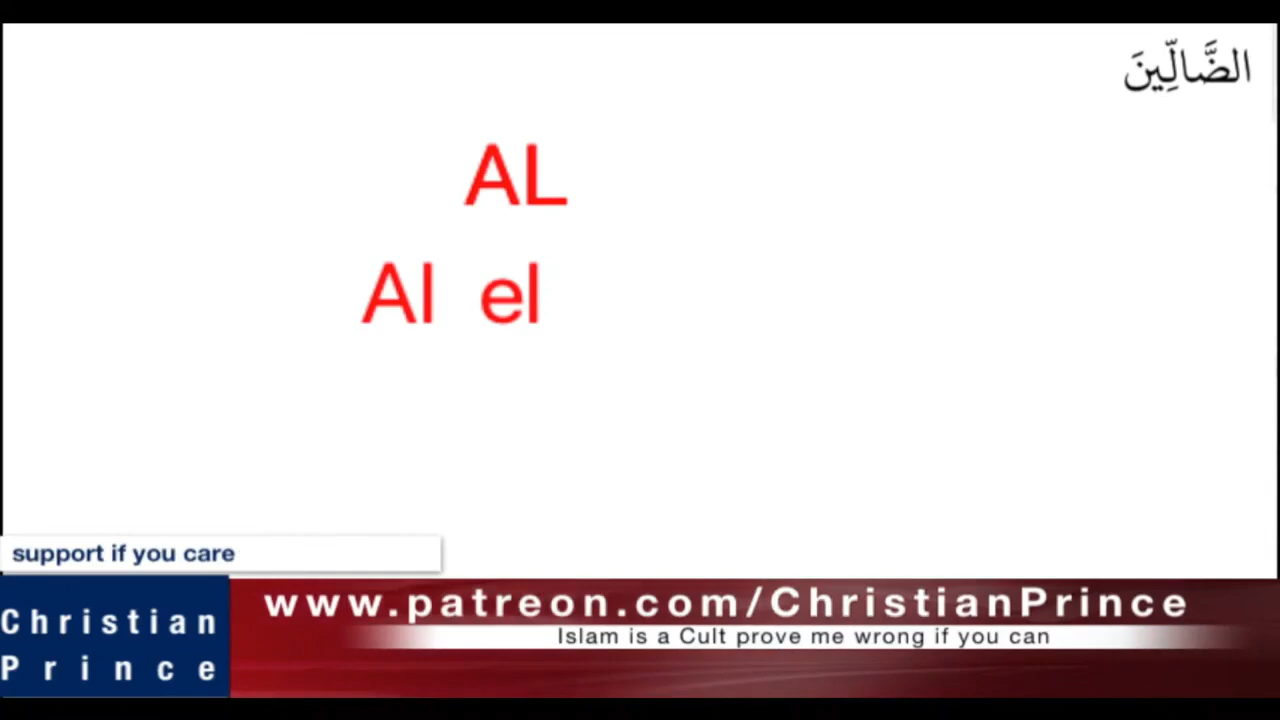 الضَّالِّينَ
AL
Al el
support if you care
Christian
Prince
www.patreon.com/ChristianPrince
Islam is a Cult prove me wrong if you can